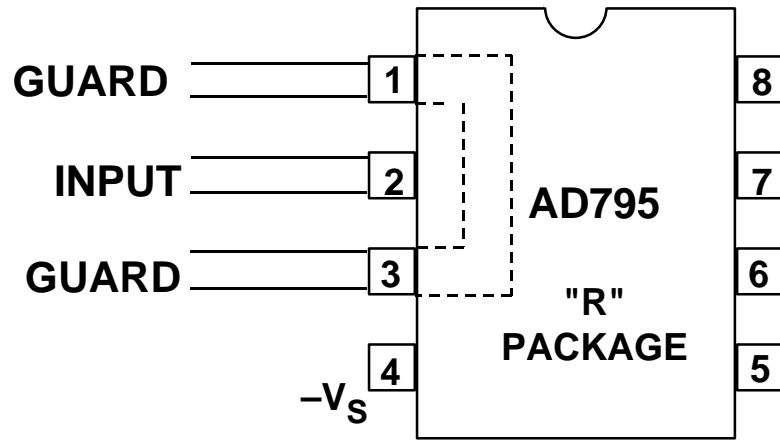 GUARD
1
8
INPUT
2
7
AD795
GUARD
3
6
"R"
PACKAGE
4
5
–VS